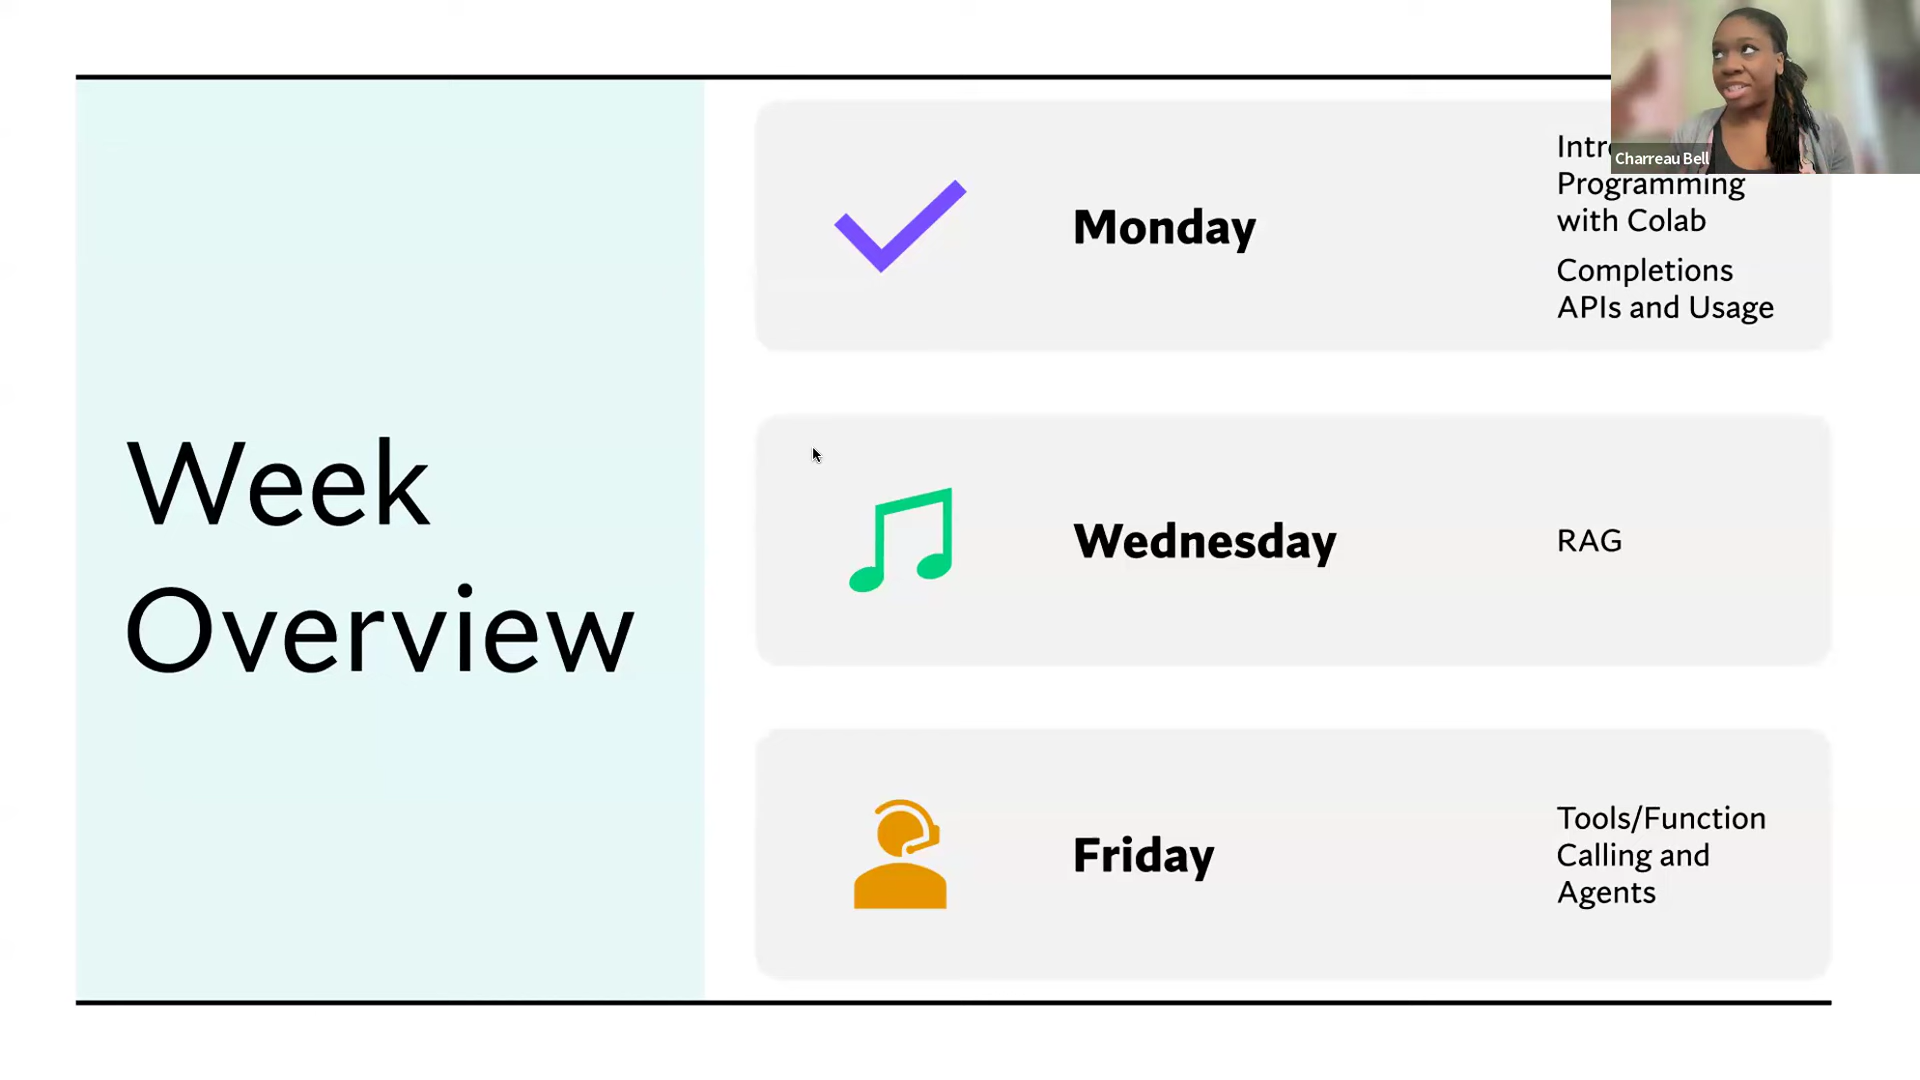 Week
Overview
Monday
Programming
with Colab
Completions
APIs and Usage
Wednesday
RAG
Friday
Tools/Function
Calling and
Agents
Charreau Bell